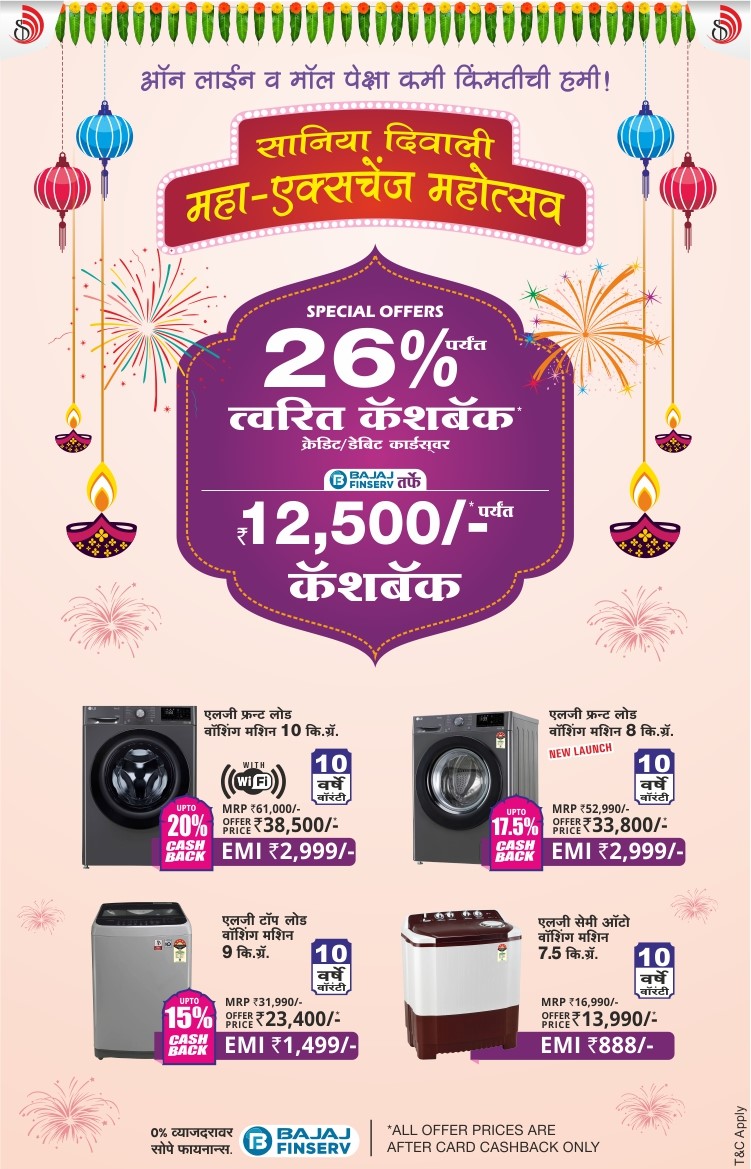 ऑन लाईन व मॉल पेक्षा कमी किंमतीची हमी!
सानिया दिवाली
महा-एक्सचेंज महोत्सव
SPECIAL OFFERS
26% पर्यंत
त्वरित कॅशबॅक*
क्रेडिट/डेबिट कार्डस्‌वर
B BAJAJ FINSERV तर्फे
₹12,500/-* पर्यंत
कॅशबॅक
एलजी फ्रन्ट लोड
वॉशिंग मशिन 10 कि.ग्रॅ.
WITH
WiFi
10
वर्षे
वॉरंटी
MRP ₹61,000/-
OFFER PRICE ₹38,500/-*
UPTO
20%
CASH
BACK
EMI ₹2,999/-
एलजी फ्रन्ट लोड
वॉशिंग मशिन 8 कि.ग्रॅ.
NEW LAUNCH
10
वर्षे
वॉरंटी
MRP ₹52,990/-
OFFER PRICE ₹33,800/-*
UPTO
17.5%
CASH
BACK
EMI ₹2,999/-
एलजी टॉप लोड
वॉशिंग मशिन
9 कि.ग्रॅ.
10
वर्षे
वॉरंटी
MRP ₹31,990/-
OFFER PRICE ₹23,400/-*
UPTO
15%
CASH
BACK
EMI ₹1,499/-
एलजी सेमी ऑटो
वॉशिंग मशिन
7.5 कि.ग्रॅ.
10
वर्षे
वॉरंटी
MRP ₹16,990/-
OFFER PRICE ₹13,990/-*
EMI ₹888/-
0% व्याजदरावर
सोपे फायनान्स.
B BAJAJ
FINSERV
*ALL OFFER PRICES ARE
AFTER CARD CASHBACK ONLY
T&C Apply